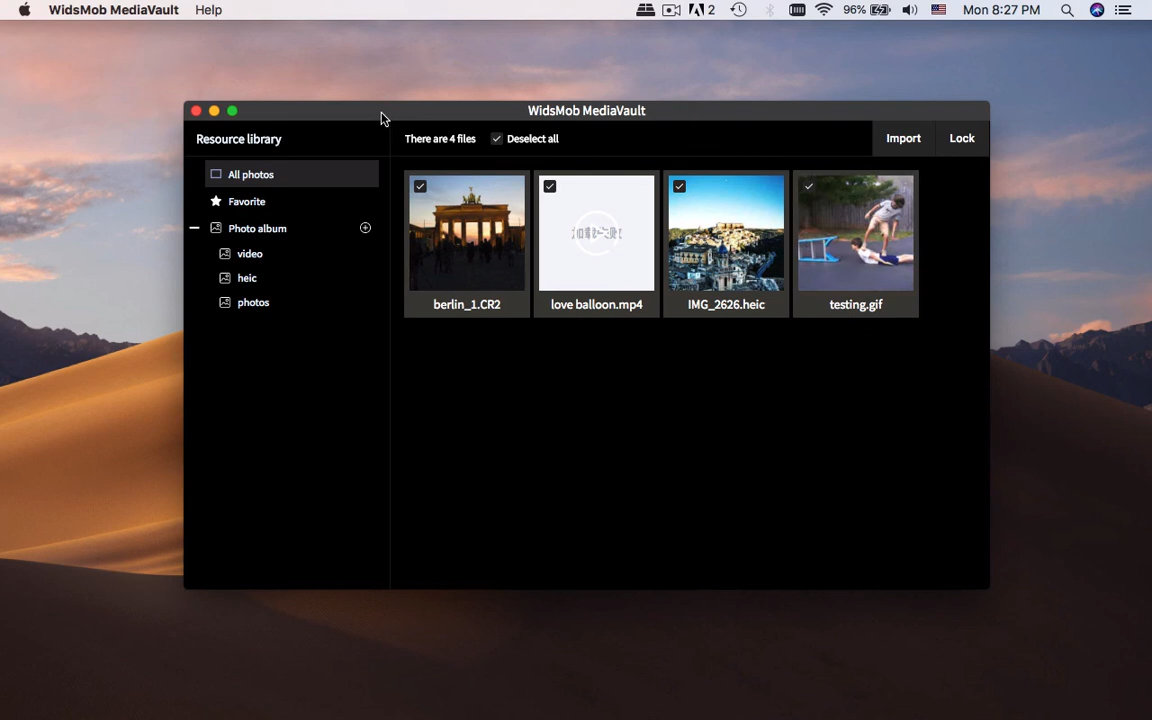 WidsMob MediaVault Help 2 96% Mon 8:27 PM
WidsMob MediaVault
Resource library
There are 4 files Deselect all Import Lock
All photos
Favorite
Photo album
video
heic
photos
berlin_1.CR2 love balloon.mp4 IMG_2626.heic testing.gif